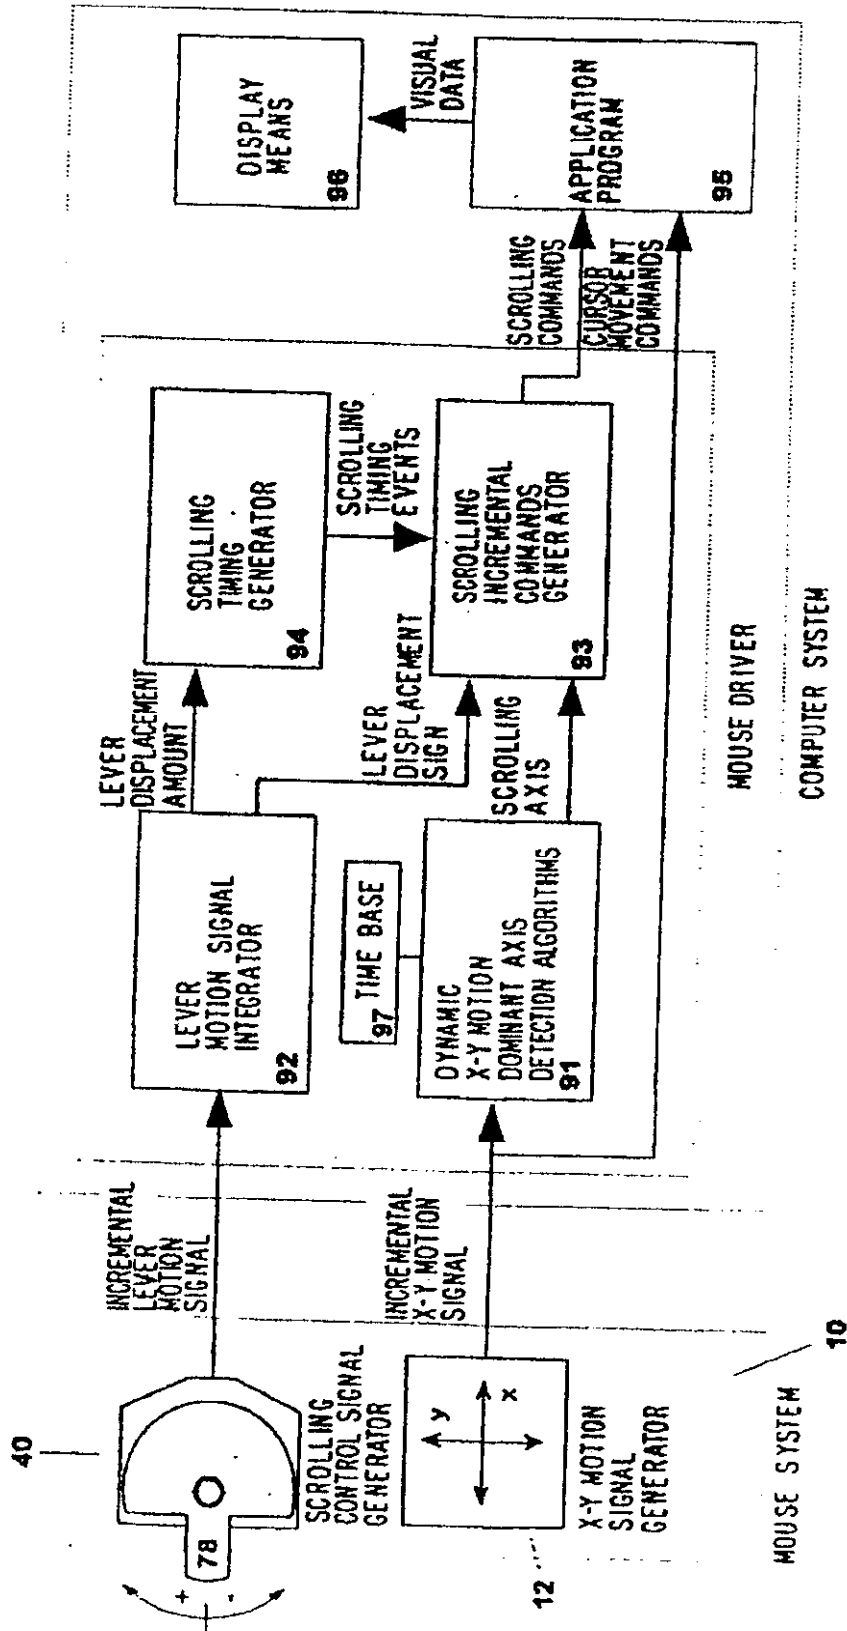 40
+
-
78
SCROLLING
CONTROL SIGNAL
GENERATOR
12
y
x
X-Y MOTION
SIGNAL
GENERATOR
10
MOUSE SYSTEM
INCREMENTAL
LEVER
MOTION
SIGNAL
INCREMENTAL
X-Y MOTION
SIGNAL
LEVER
MOTION SIGNAL
INTEGRATOR
92
97
TIME BASE
DYNAMIC
X-Y MOTION
DOMINANT AXIS
DETECTION ALGORITHMS
91
LEVER
DISPLACEMENT
AMOUNT
LEVER
DISPLACEMENT
SIGN
SCROLLING
AXIS
SCROLLING
TIMING
GENERATOR
94
SCROLLING
TIMING
EVENTS
SCROLLING
INCREMENTAL
COMMANDS
GENERATOR
93
MOUSE DRIVER
COMPUTER SYSTEM
SCROLLING
COMMANDS
CURSOR
MOVEMENT
COMMANDS
DISPLAY
MEANS
96
VISUAL
DATA
APPLICATION
PROGRAM
95